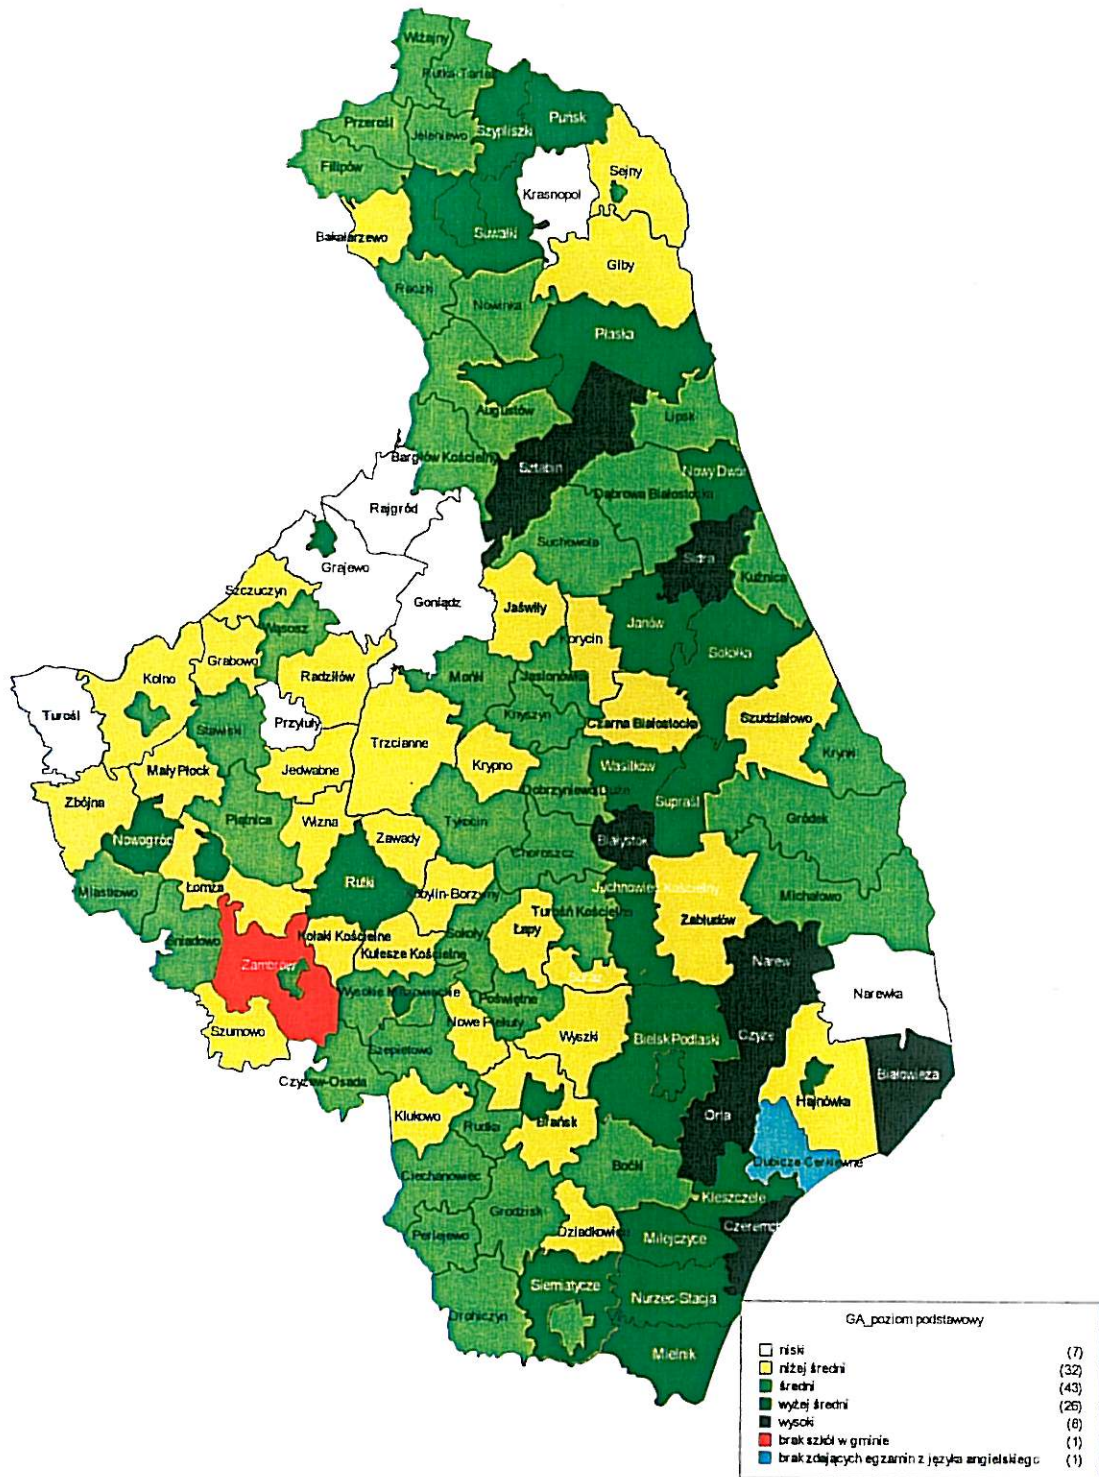 Wiżajny
Rutka-Tartak
Szypliszki
Puńsk
Przerośl
Jeleniewo
Filipów
Krasnopol
Sejny
Suwałki
Bakałarzewo
Giby
Raczki
Nowinka
Płaska
Augustów
Lipsk
Bargłów Kościelny
Sztabin
Nowy Dwór
Dąbrowa Białostocka
Rajgród
Suchowola
Sidra
Kuźnica
Grajewo
Szczuczyn
Goniądz
Jaświły
Janów
Korycin
Sokółka
Wąsosz
Grabowo
Radziłów
Mońki
Jasionówka
Kolno
Turośl
Przytuły
Knyszyn
Czarna Białostocka
Szudziałowo
Stawiski
Trzcianne
Krynki
Mały Płock
Jedwabne
Krypno
Wasilków
Zbójna
Dobrzyniewo Duże
Supraśl
Piątnica
Wizna
Tykocin
Gródek
Nowogród
Zawady
Białystok
Choroszcz
Rutki
Juchnowiec Kościelny
Miastkowo
Łomża
Kobylin-Borzymy
Michałowo
Turośń Kościelna
Zabłudów
Łapy
Śniadowo
Kołaki Kościelne
Sokoły
Kulesze Kościelne
Narew
Zambrów
Suraż
Wysokie Mazowieckie
Poświętne
Narewka
Szumowo
Nowe Piekuty
Wyszki
Bielsk Podlaski
Czyże
Szepietowo
Białowieża
Czyżew-Osada
Hajnówka
Klukowo
Rudka
Brańsk
Orla
Boćki
Dubicze Cerkiewne
Ciechanowiec
Kleszczele
Grodzisk
Perlejewo
Dziadkowice
Milejczyce
Czeremcha
Siemiatycze
Nurzec-Stacja
Drohiczyn
Mielnik
GA_poziom podstawowy
niski (7)
niżej średni (32)
średni (43)
wyżej średni (26)
wysoki (8)
brak szkół w gminie (1)
brak zdających egzamin z języka angielskiego (1)